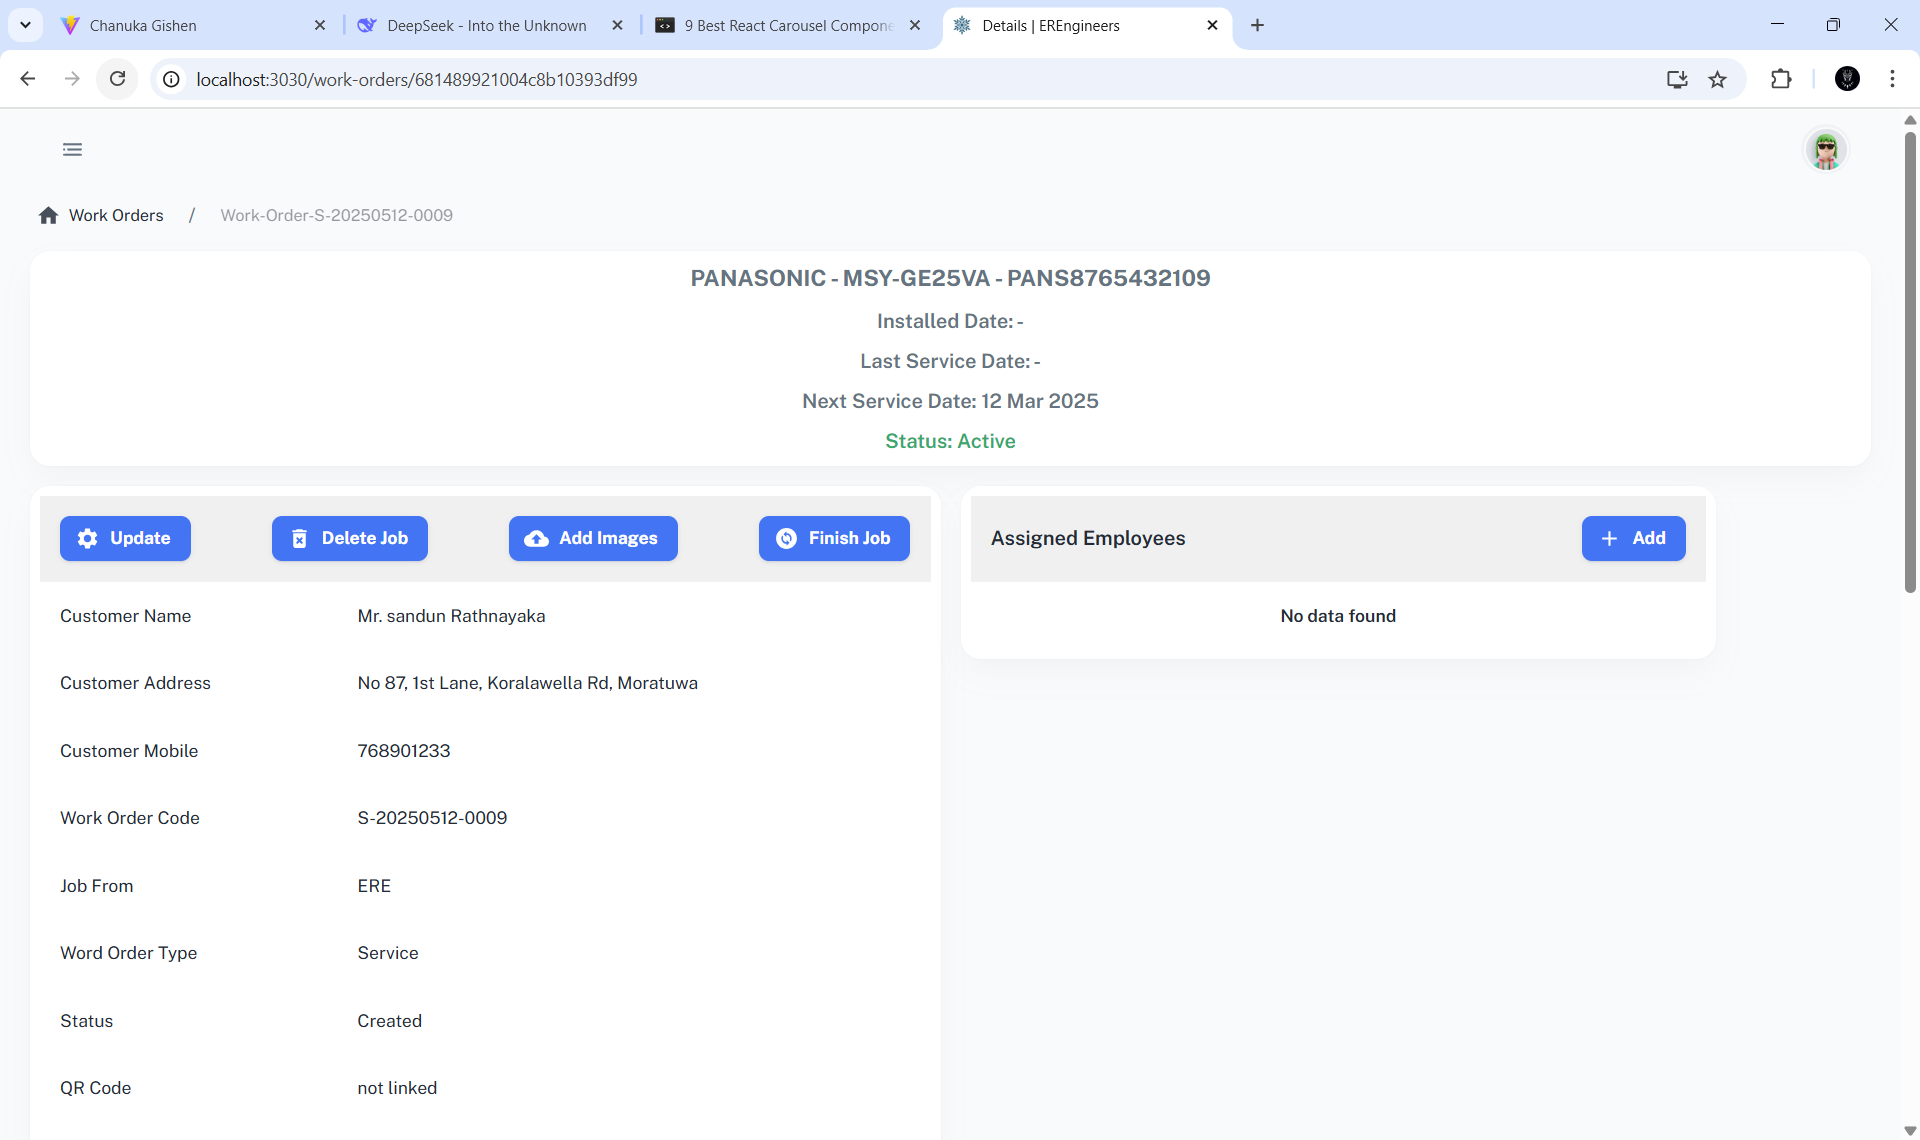 Chanuka Gishen
DeepSeek - Into the Unknown
9 Best React Carousel Compone
Details | EREngineers
localhost:3030/work-orders/681489921004c8b10393df99
Work Orders / Work-Order-S-20250512-0009
PANASONIC - MSY-GE25VA - PANS8765432109
Installed Date: -
Last Service Date: -
Next Service Date: 12 Mar 2025
Status: Active
Update
Delete Job
Add Images
Finish Job
Customer Name Mr. sandun Rathnayaka
Customer Address No 87, 1st Lane, Koralawella Rd, Moratuwa
Customer Mobile 768901233
Work Order Code S-20250512-0009
Job From ERE
Word Order Type Service
Status Created
QR Code not linked
Assigned Employees
Add
No data found